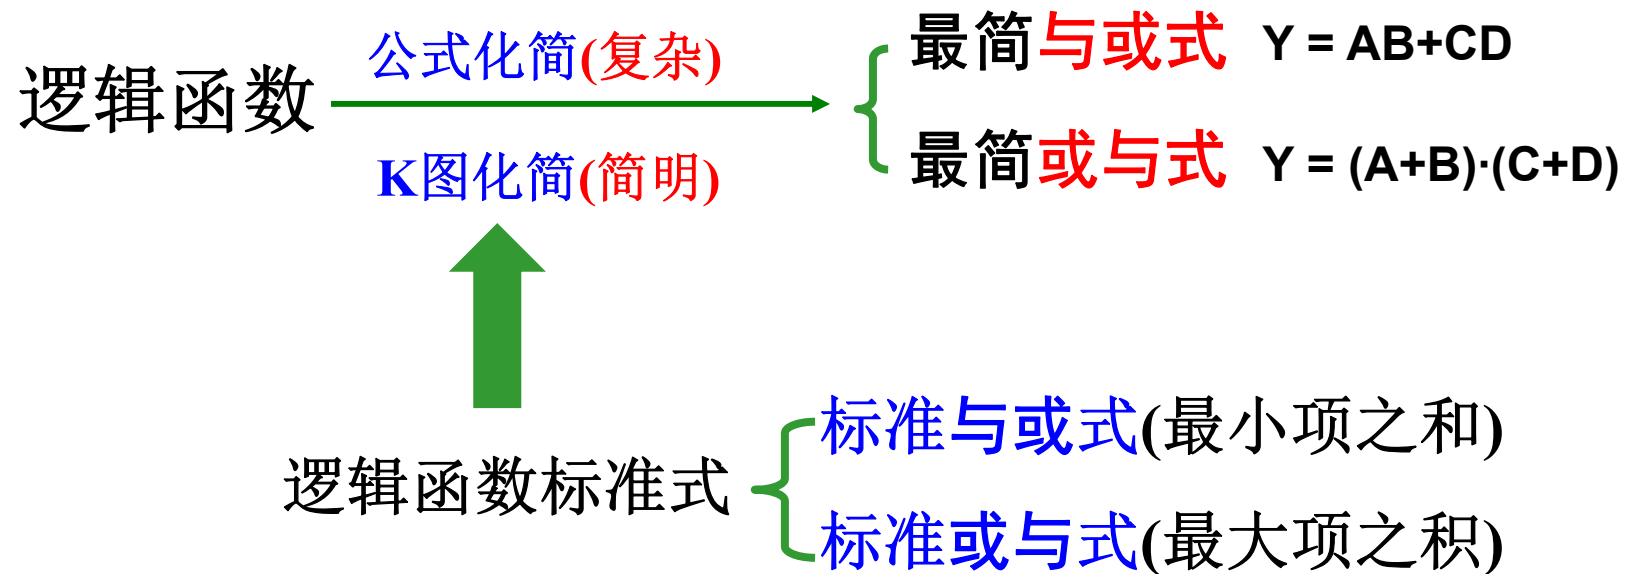 逻辑函数
公式化简(复杂)
K图化简(简明)
最简与或式 Y = AB+CD
最简或与式 Y = (A+B)·(C+D)
逻辑函数标准式
标准与或式(最小项之和)
标准或与式(最大项之积)